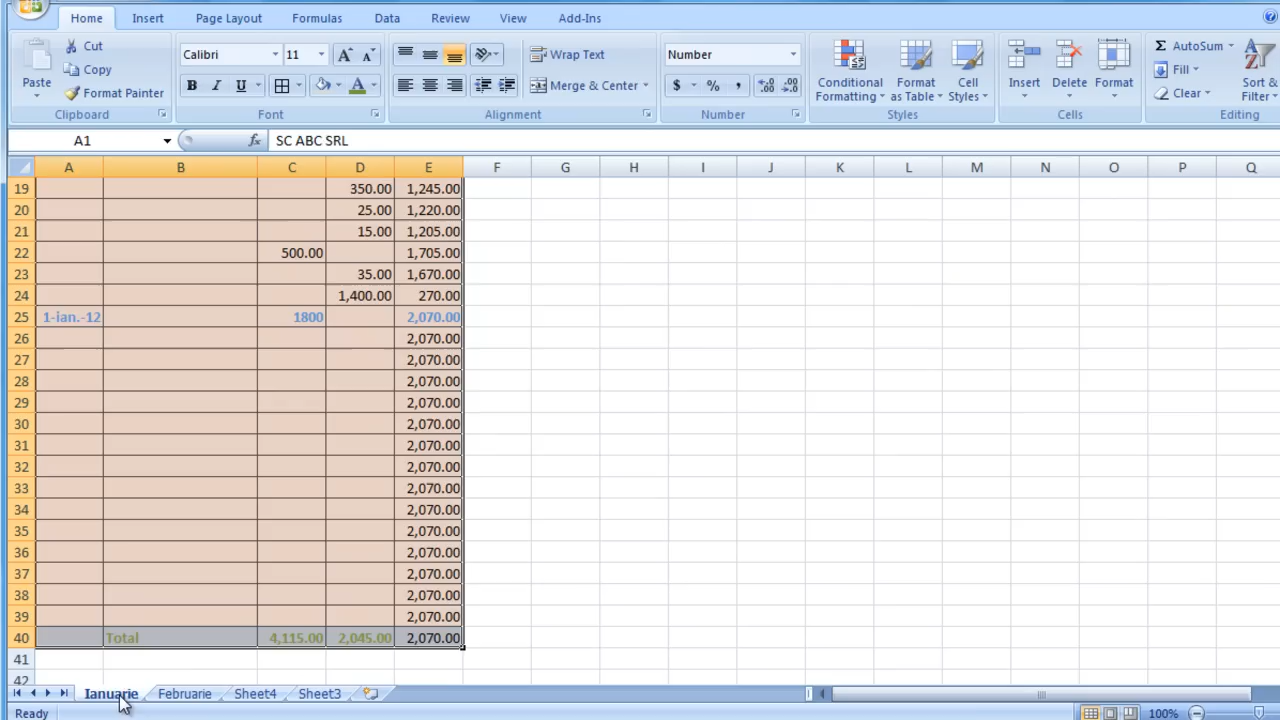 Home Insert Page Layout Formulas Data Review View Add-Ins
Paste Cut Copy Format Painter Clipboard
Calibri 11 B I U A Font
Wrap Text Merge & Center Alignment
Number $ % , Number
Conditional Formatting Format as Table Cell Styles Styles
Insert Delete Format Cells
Σ AutoSum Fill Clear Sort & Filter Editing
A1 fx SC ABC SRL
A B C D E F G H I J K L M N O P Q
19 350.00 1,245.00
20 25.00 1,220.00
21 15.00 1,205.00
22 500.00 1,705.00
23 35.00 1,670.00
24 1,400.00 270.00
25 1-ian.-12 1800 2,070.00
26 2,070.00
27 2,070.00
28 2,070.00
29 2,070.00
30 2,070.00
31 2,070.00
32 2,070.00
33 2,070.00
34 2,070.00
35 2,070.00
36 2,070.00
37 2,070.00
38 2,070.00
39 2,070.00
40 Total 4,115.00 2,045.00 2,070.00
41
42
Ianuarie Februarie Sheet4 Sheet3
Ready 100%